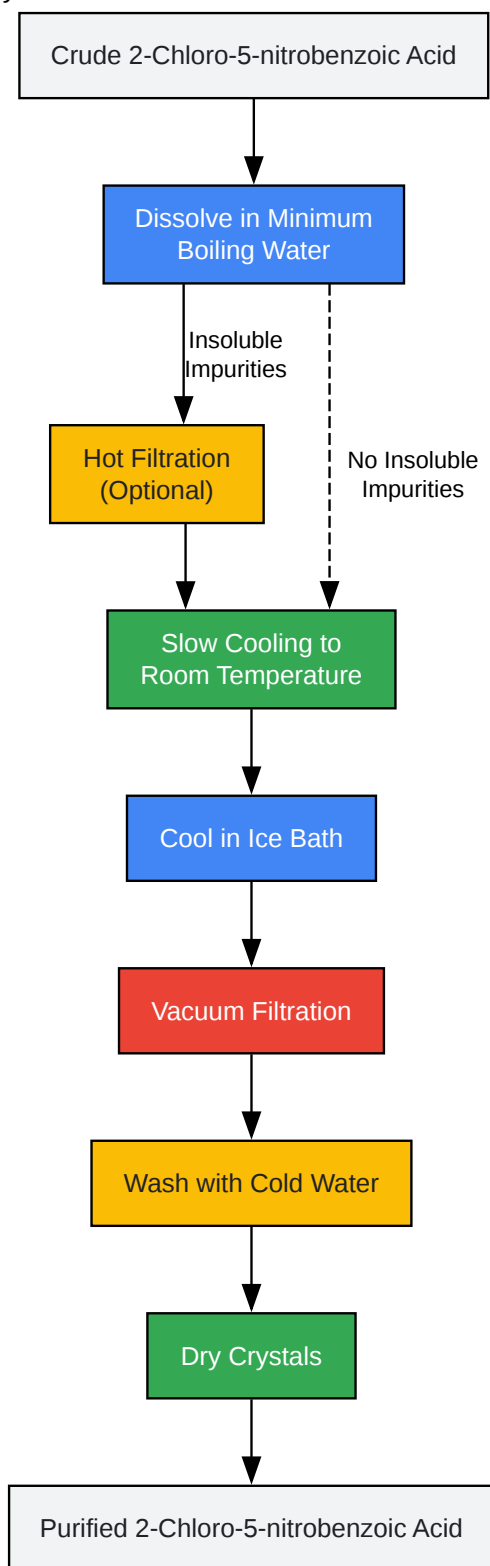 Crude 2-Chloro-5-nitrobenzoic Acid
Dissolve in Minimum
Boiling Water
Insoluble
Impurities
Hot Filtration
(Optional)
No Insoluble
Impurities
Slow Cooling to
Room Temperature
Cool in Ice Bath
Vacuum Filtration
Wash with Cold Water
Dry Crystals
Purified 2-Chloro-5-nitrobenzoic Acid